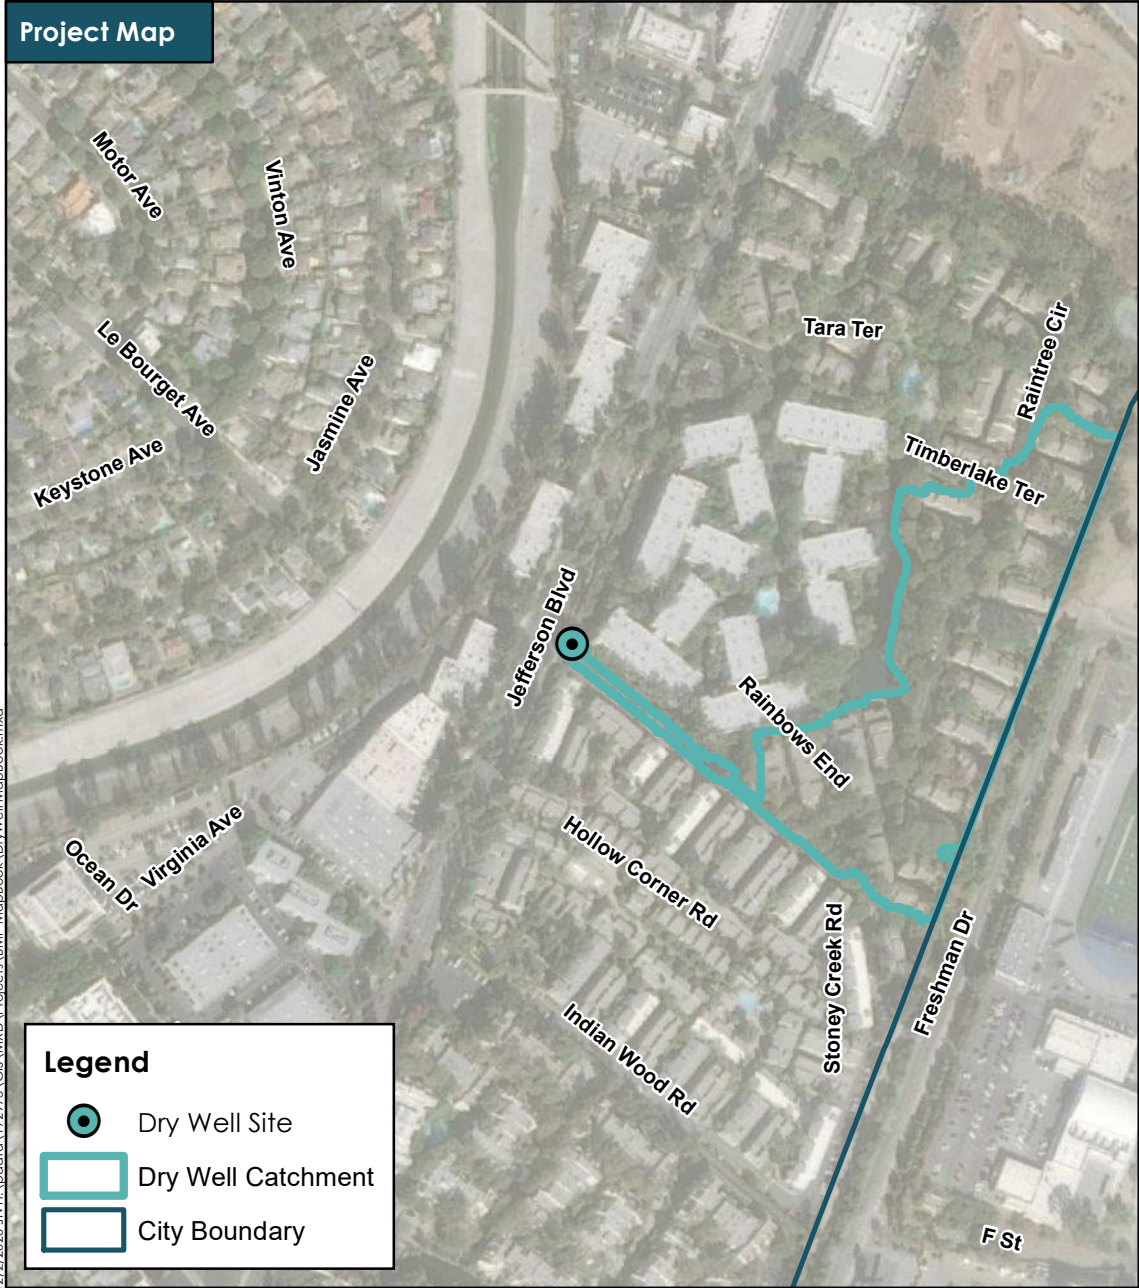 Project Map
Motor Ave
Vinton Ave
Tara Ter
Raintree Cir
Le Bourget Ave
Jasmine Ave
Keystone Ave
Timberlake Ter
Jefferson Blvd
Rainbows End
Hollow Corner Rd
Virginia Ave
Ocean Dr
Stoney Creek Rd
Freshman Dr
Indian Wood Rd
F St
Legend
Dry Well Site
Dry Well Catchment
City Boundary